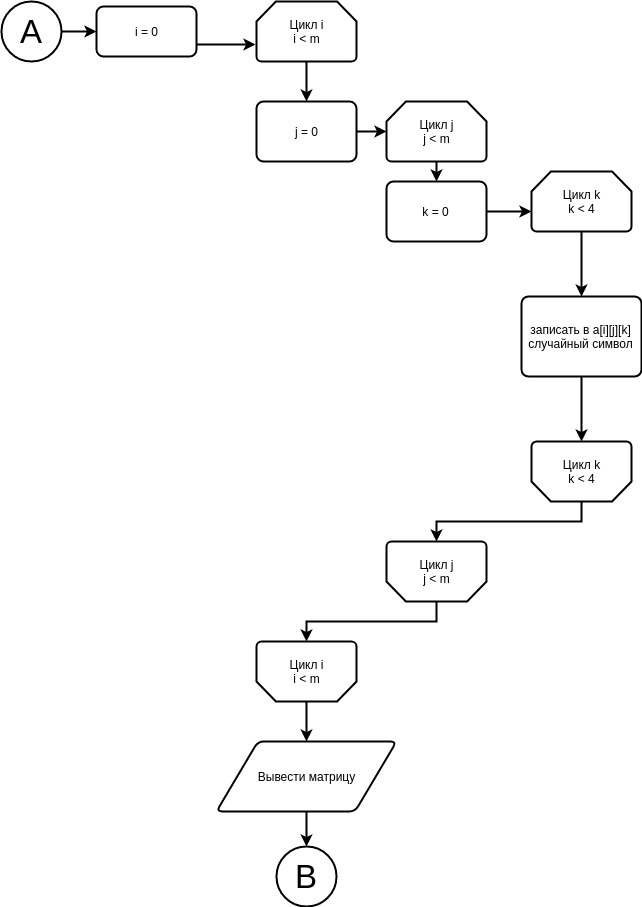 A
i = 0
Цикл i
i < m
j = 0
Цикл j
j < m
k = 0
Цикл k
k < 4
записать в a[i][j][k]
случайный символ
Цикл k
k < 4
Цикл j
j < m
Цикл i
i < m
Вывести матрицу
B